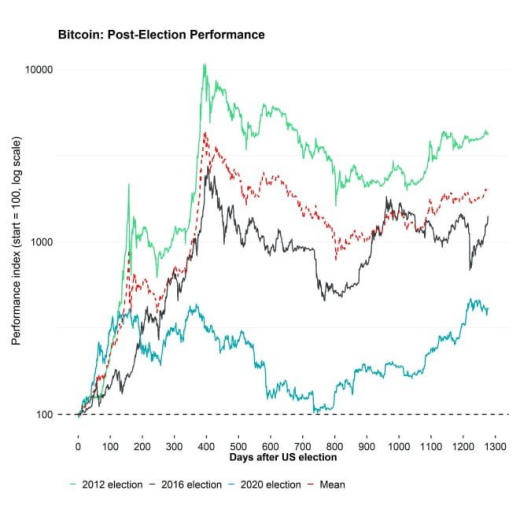 Bitcoin: Post-Election Performance
Performance index (start = 100, log scale)
10000
1000
100
0 100 200 300 400 500 600 700 800 900 1000 1100 1200 1300
Days after US election
2012 election 2016 election 2020 election Mean